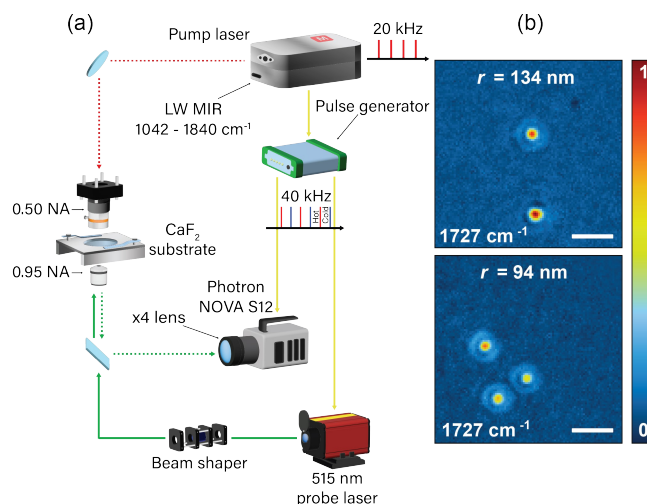 (a)
Pump laser
20 kHz
LW MIR
1042 - 1840 cm⁻¹
Pulse generator
40 kHz
Hot
Cold
0.50 NA
CaF₂
substrate
0.95 NA
Photron
NOVA S12
x4 lens
Beam shaper
515 nm
probe laser
(b)
r = 134 nm
1727 cm⁻¹
r = 94 nm
1727 cm⁻¹
1
0